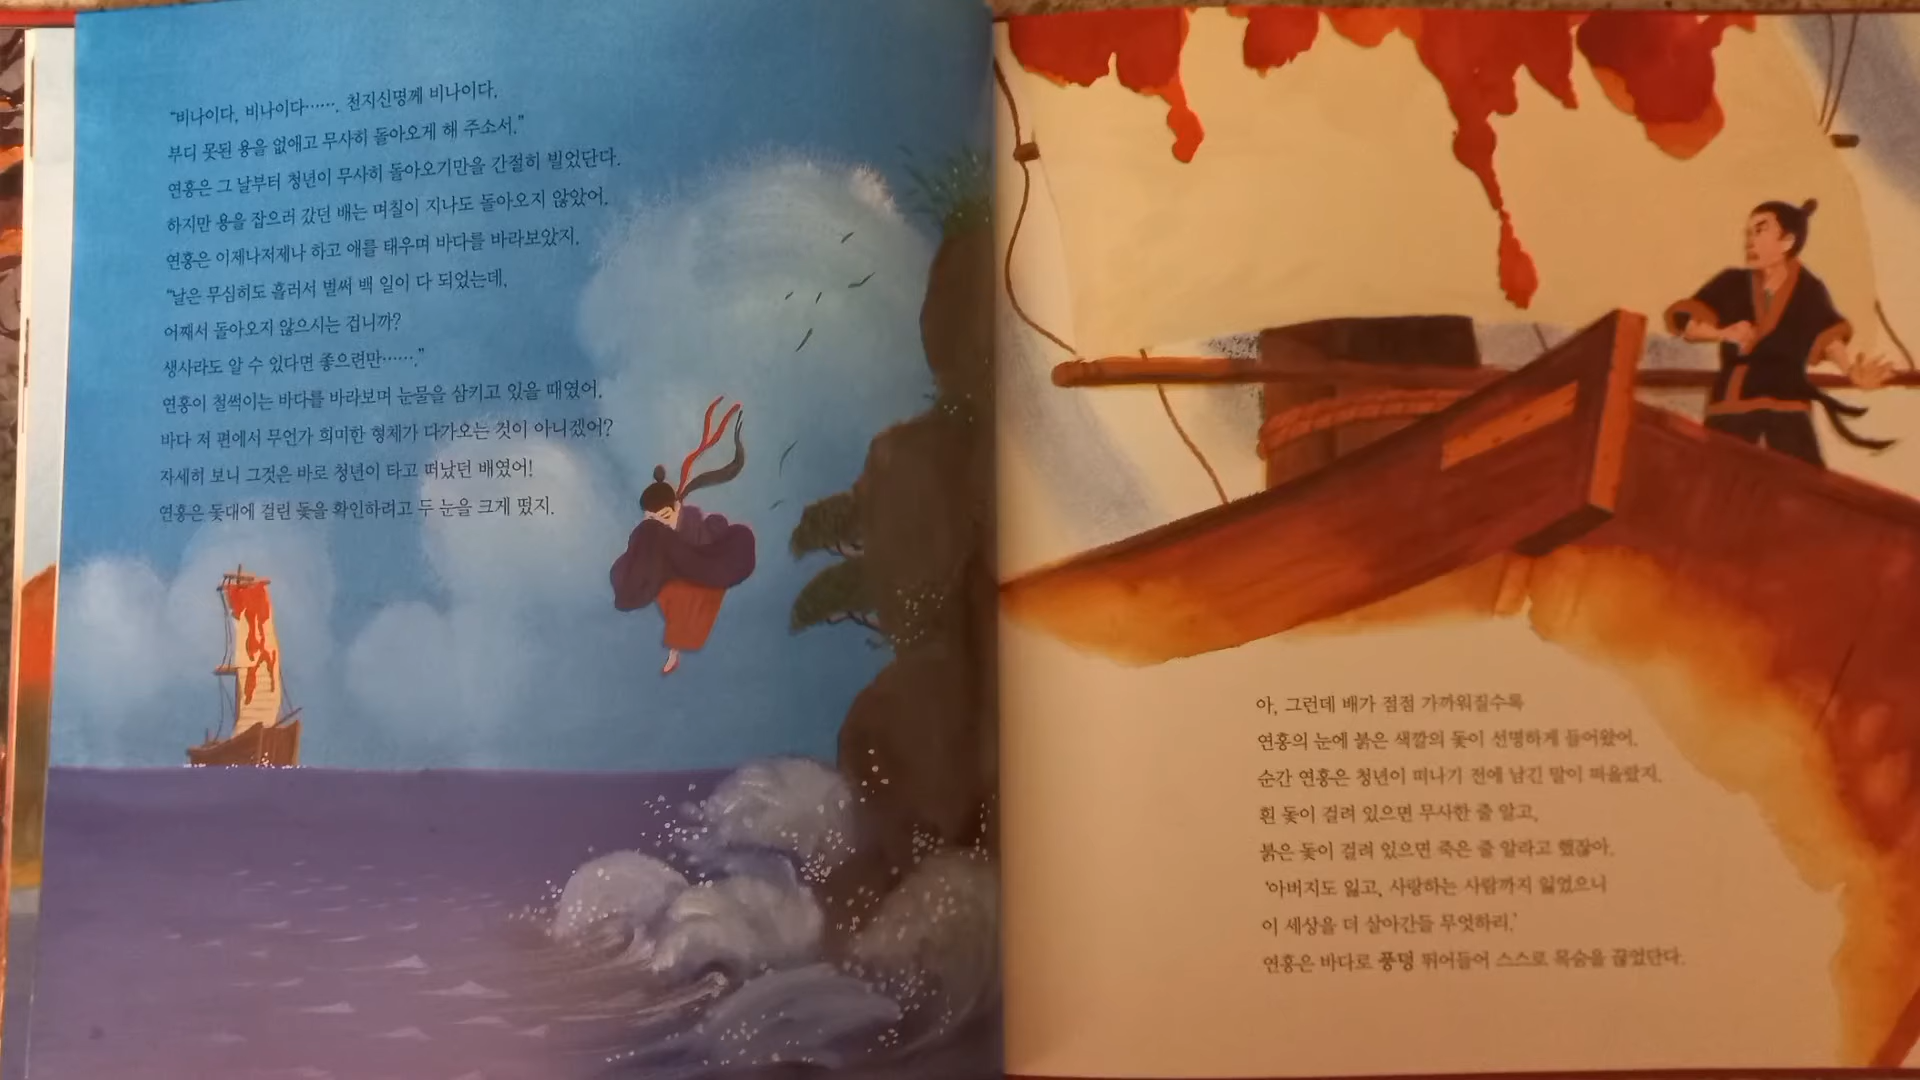 "비나이다, 비나이다……. 천지신명께 비나이다.
부디 못된 용을 없애고 무사히 돌아오게 해 주소서."
연홍은 그 날부터 청년이 무사히 돌아오기만을 간절히 빌었단다.
하지만 용을 잡으러 갔던 배는 며칠이 지나도 돌아오지 않았어.
연홍은 이제나저제나 하고 애를 태우며 바다를 바라보았지.
"날은 무심히도 흘러서 벌써 백 일이 다 되었는데,
어째서 돌아오지 않으시는 겁니까?
생사라도 알 수 있다면 좋으련만……."
연홍이 철썩이는 바다를 바라보며 눈물을 삼키고 있을 때였어.
바다 저 편에서 무언가 희미한 형체가 다가오는 것이 아니겠어?
자세히 보니 그것은 바로 청년이 타고 떠났던 배였어!
연홍은 돛대에 걸린 돛을 확인하려고 두 눈을 크게 떴지.
아, 그런데 배가 점점 가까워질수록
연홍의 눈에 붉은 색깔의 돛이 선명하게 들어왔어.
순간 연홍은 청년이 떠나기 전에 남긴 말이 떠올랐지.
흰 돛이 걸려 있으면 무사한 줄 알고,
붉은 돛이 걸려 있으면 죽은 줄 알라고 했잖아.
'아버지도 잃고, 사랑하는 사람까지 잃었으니
이 세상을 더 살아간들 무엇하리.'
연홍은 바다로 풍덩 뛰어들어 스스로 목숨을 끊었단다.